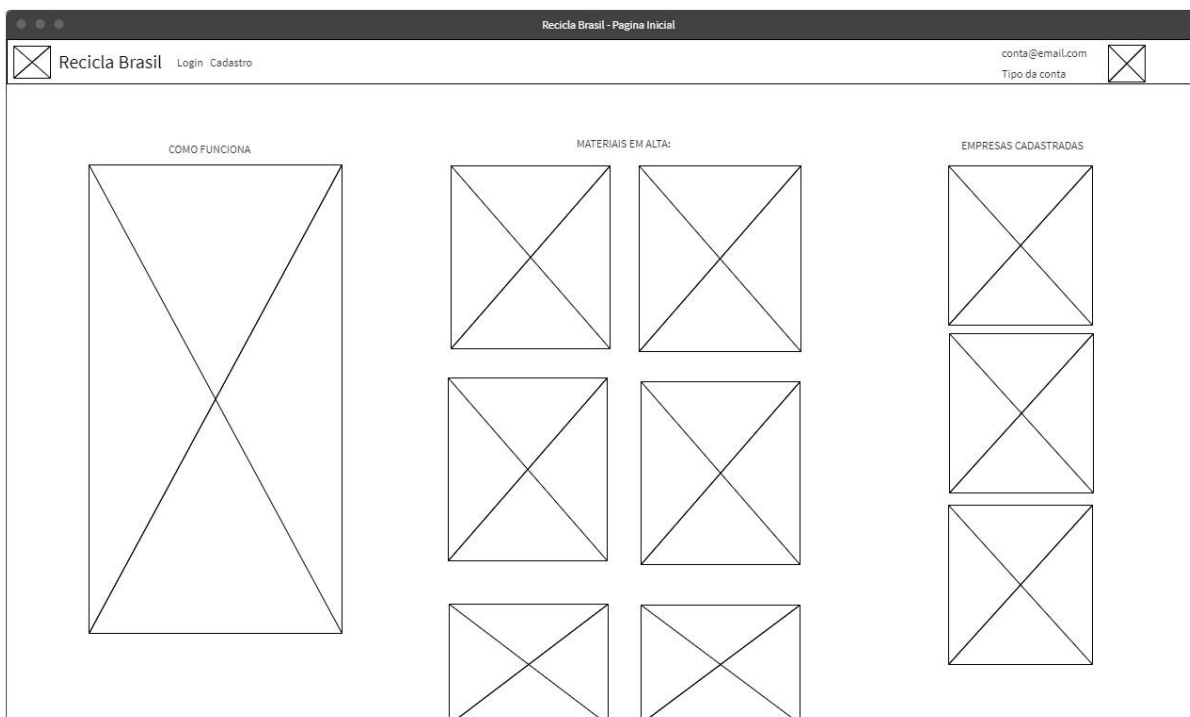 Recicla Brasil - Pagina Inicial
Recicla Brasil Login Cadastro
conta@email.com
Tipo da conta
COMO FUNCIONA
MATERIAIS EM ALTA:
EMPRESAS CADASTRADAS